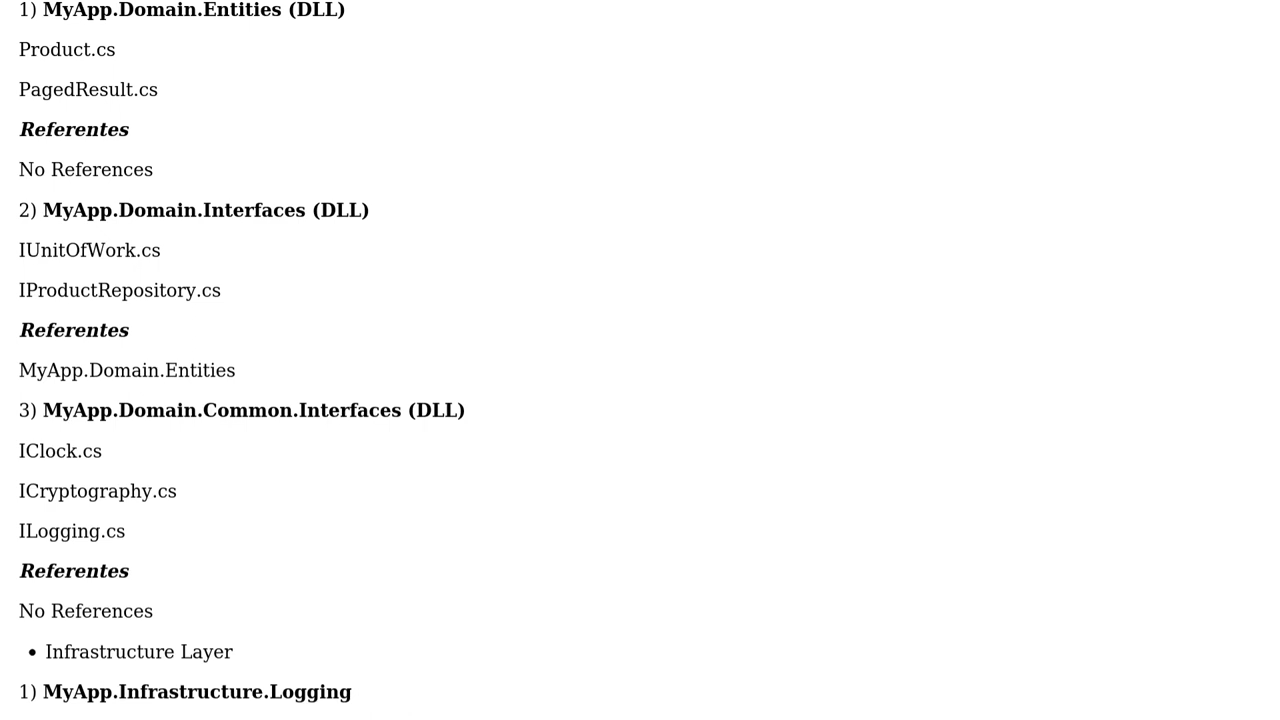 1) MyApp.Domain.Entities (DLL)
Product.cs
PagedResult.cs
Referentes
No References
2) MyApp.Domain.Interfaces (DLL)
IUnitOfWork.cs
IProductRepository.cs
Referentes
MyApp.Domain.Entities
3) MyApp.Domain.Common.Interfaces (DLL)
IClock.cs
ICryptography.cs
ILogging.cs
Referentes
No References
• Infrastructure Layer
1) MyApp.Infrastructure.Logging